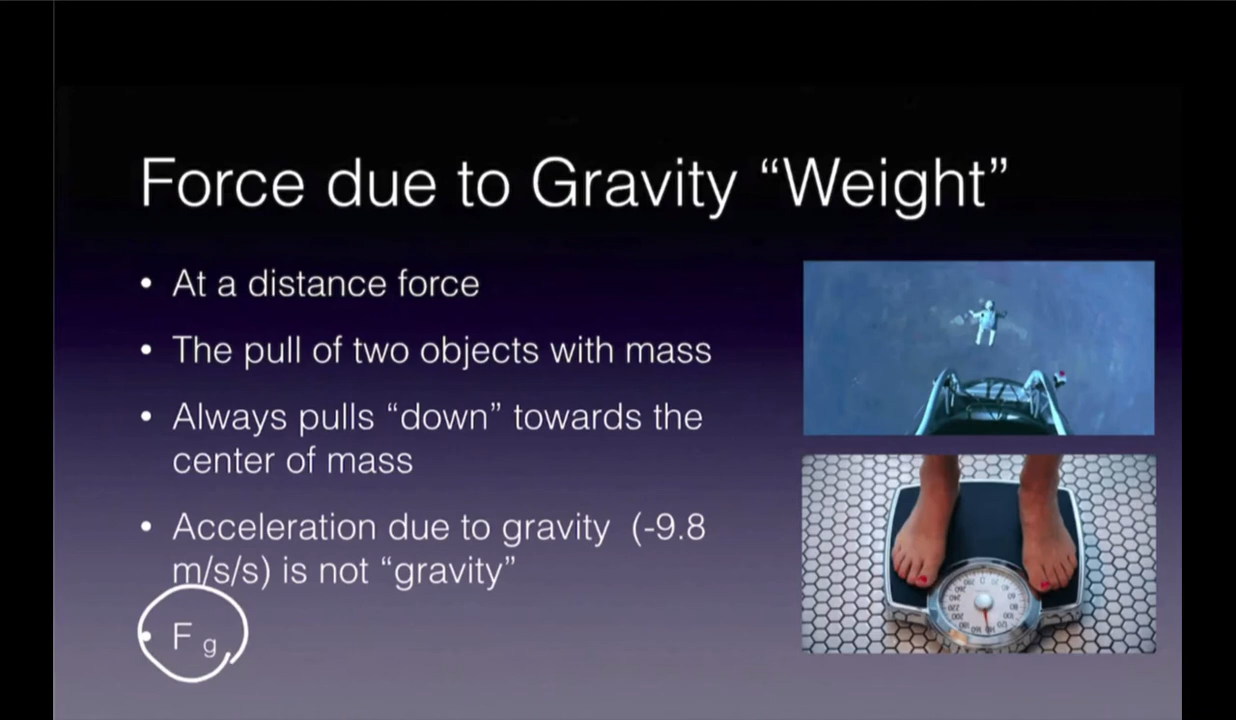 Force due to Gravity “Weight”
• At a distance force
• The pull of two objects with mass
• Always pulls “down” towards the
center of mass
• Acceleration due to gravity (-9.8
m/s/s) is not “gravity”
• F g